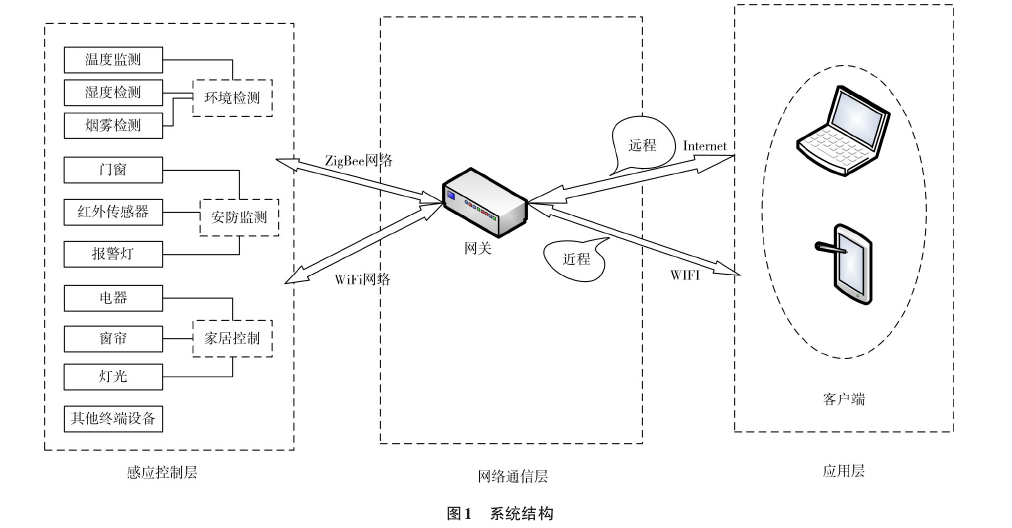 温度监测
湿度检测
烟雾检测
环境检测
门窗
红外传感器
报警灯
安防监测
电器
窗帘
灯光
家居控制
其他终端设备
感应控制层
ZigBee网络
WiFi网络
网关
网络通信层
远程
Internet
近程
WIFI
客户端
应用层
图1 系统结构